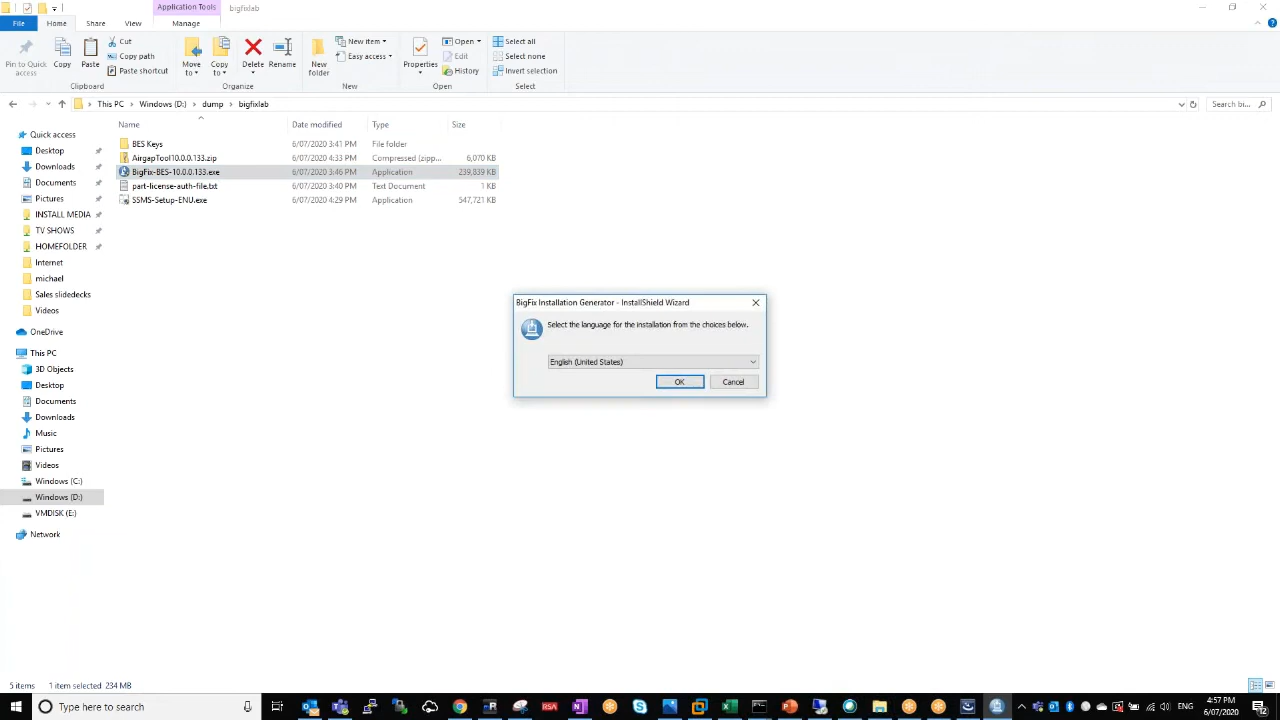 Application Tools
bigfixlab
File
Home
Share
View
Manage
Pin to Quick access
Copy
Paste
Cut
Copy path
Paste shortcut
Clipboard
Move to
Copy to
Delete
Rename
Organize
New folder
New item
Easy access
New
Properties
Open
Edit
History
Open
Select all
Select none
Invert selection
Select
This PC
Windows (D:)
dump
bigfixlab
Search bi...
Name
Date modified
Type
Size
BES Keys 6/07/2020 3:41 PM File folder
AirgapTool10.0.0.133.zip 6/07/2020 4:33 PM Compressed (zipp... 6,070 KB
BigFix-BES-10.0.0.133.exe 6/07/2020 3:46 PM Application 239,839 KB
part-license-auth-file.txt 6/07/2020 3:40 PM Text Document 1 KB
SSMS-Setup-ENU.exe 6/07/2020 4:29 PM Application 547,721 KB
Quick access
Desktop
Downloads
Documents
Pictures
INSTALL MEDIA
TV SHOWS
HOMEFOLDER
Internet
michael
Sales slidedecks
Videos
OneDrive
This PC
3D Objects
Desktop
Documents
Downloads
Music
Pictures
Videos
Windows (C:)
Windows (D:)
VMDISK (E:)
Network
BigFix Installation Generator - InstallShield Wizard
Select the language for the installation from the choices below.
English (United States)
OK
Cancel
5 items
1 item selected 234 MB
Type here to search
RSA
ENG
4:57 PM
6/07/2020